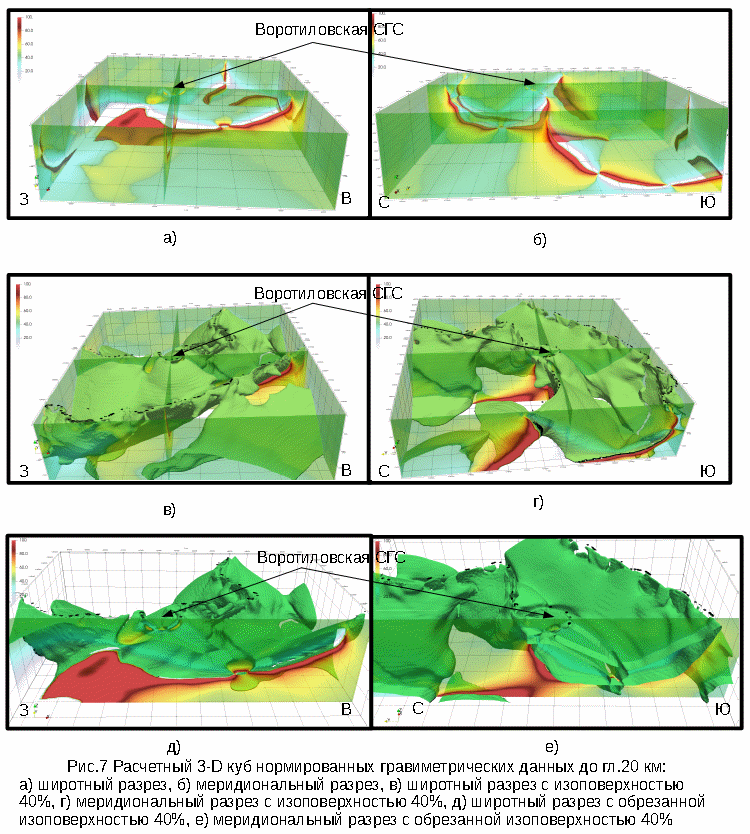 Воротиловская СГС
З
В
С
Ю
а)
б)
Воротиловская СГС
З
В
С
Ю
в)
г)
Воротиловская СГС
З
В
С
Ю
д)
е)
Рис.7 Расчетный 3-D куб нормированных гравиметрических данных до гл.20 км:
а) широтный разрез, б) меридиональный разрез, в) широтный разрез с изоповерхностью
40%, г) меридиональный разрез с изоповерхностью 40%, д) широтный разрез с обрезанной
изоповерхностью 40%, е) меридиональный разрез с обрезанной изоповерхностью 40%